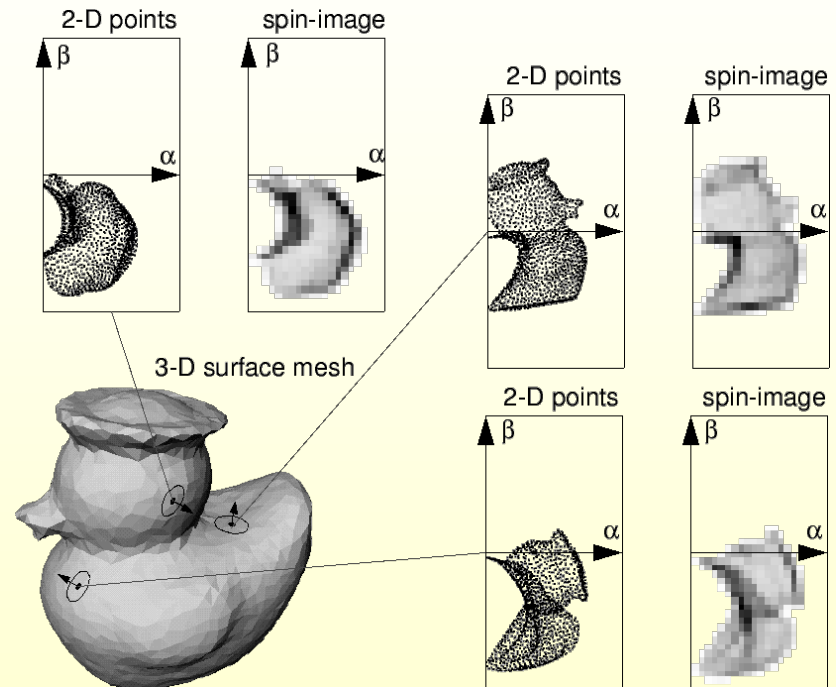 2-D points
spin-image
β
β
α
α
2-D points
spin-image
β
β
α
α
3-D surface mesh
2-D points
spin-image
β
β
α
α